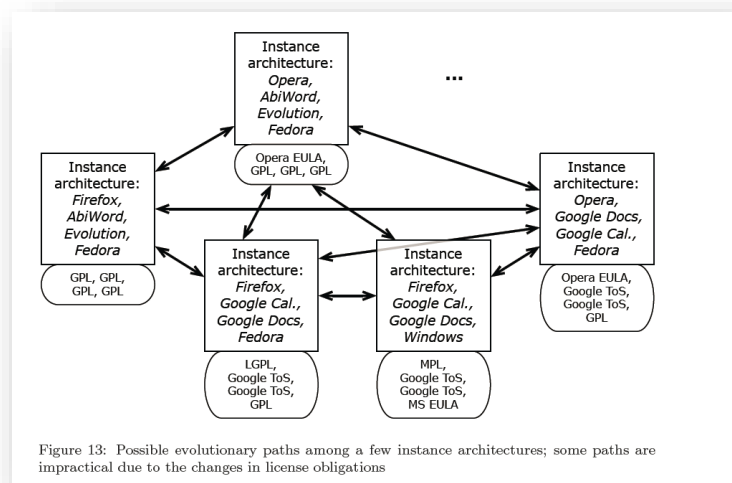 Instance
architecture:
Opera,
AbiWord,
Evolution,
Fedora
Opera EULA,
GPL, GPL, GPL
...
Instance
architecture:
Firefox,
AbiWord,
Evolution,
Fedora
GPL, GPL,
GPL, GPL
Instance
architecture:
Opera,
Google Docs,
Google Cal.,
Fedora
Opera EULA,
Google ToS,
Google ToS,
GPL
Instance
architecture:
Firefox,
Google Cal.,
Google Docs,
Fedora
LGPL,
Google ToS,
Google ToS,
GPL
Instance
architecture:
Firefox,
Google Cal.,
Google Docs,
Windows
MPL,
Google ToS,
Google ToS,
MS EULA
Figure 13: Possible evolutionary paths among a few instance architectures; some paths are
impractical due to the changes in license obligations